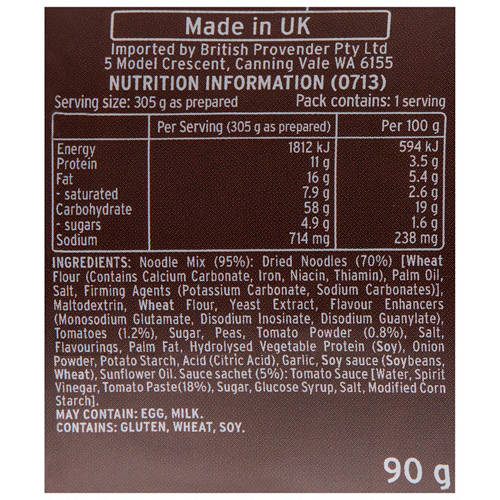 Made in UK
Imported by British Provender Pty Ltd
5 Model Crescent, Canning Vale WA 6155
NUTRITION INFORMATION (0713)
Serving size: 305 g as prepared Pack contains: 1 serving
Per Serving (305 g as prepared) Per 100 g
Energy 1812 kJ 594 kJ
Protein 11 g 3.5 g
Fat 16 g 5.4 g
- saturated 7.9 g 2.6 g
Carbohydrate 58 g 19 g
- sugars 4.9 g 1.6 g
Sodium 714 mg 238 mg
INGREDIENTS: Noodle Mix (95%): Dried Noodles (70%) [Wheat
Flour (Contains Calcium Carbonate, Iron, Niacin, Thiamin), Palm Oil,
Salt, Firming Agents (Potassium Carbonate, Sodium Carbonates)],
Maltodextrin, Wheat Flour, Yeast Extract, Flavour Enhancers
(Monosodium Glutamate, Disodium Inosinate, Disodium Guanylate),
Tomatoes (1.2%), Sugar, Peas, Tomato Powder (0.8%), Salt,
Flavourings, Palm Fat, Hydrolysed Vegetable Protein (Soy), Onion
Powder, Potato Starch, Acid (Citric Acid), Garlic, Soy sauce (Soybeans,
Wheat), Sunflower Oil. Sauce sachet (5%): Tomato Sauce [Water, Spirit
Vinegar, Tomato Paste(18%), Sugar, Glucose Syrup, Salt, Modified Corn
Starch].
MAY CONTAIN: EGG, MILK.
CONTAINS: GLUTEN, WHEAT, SOY.
90 g